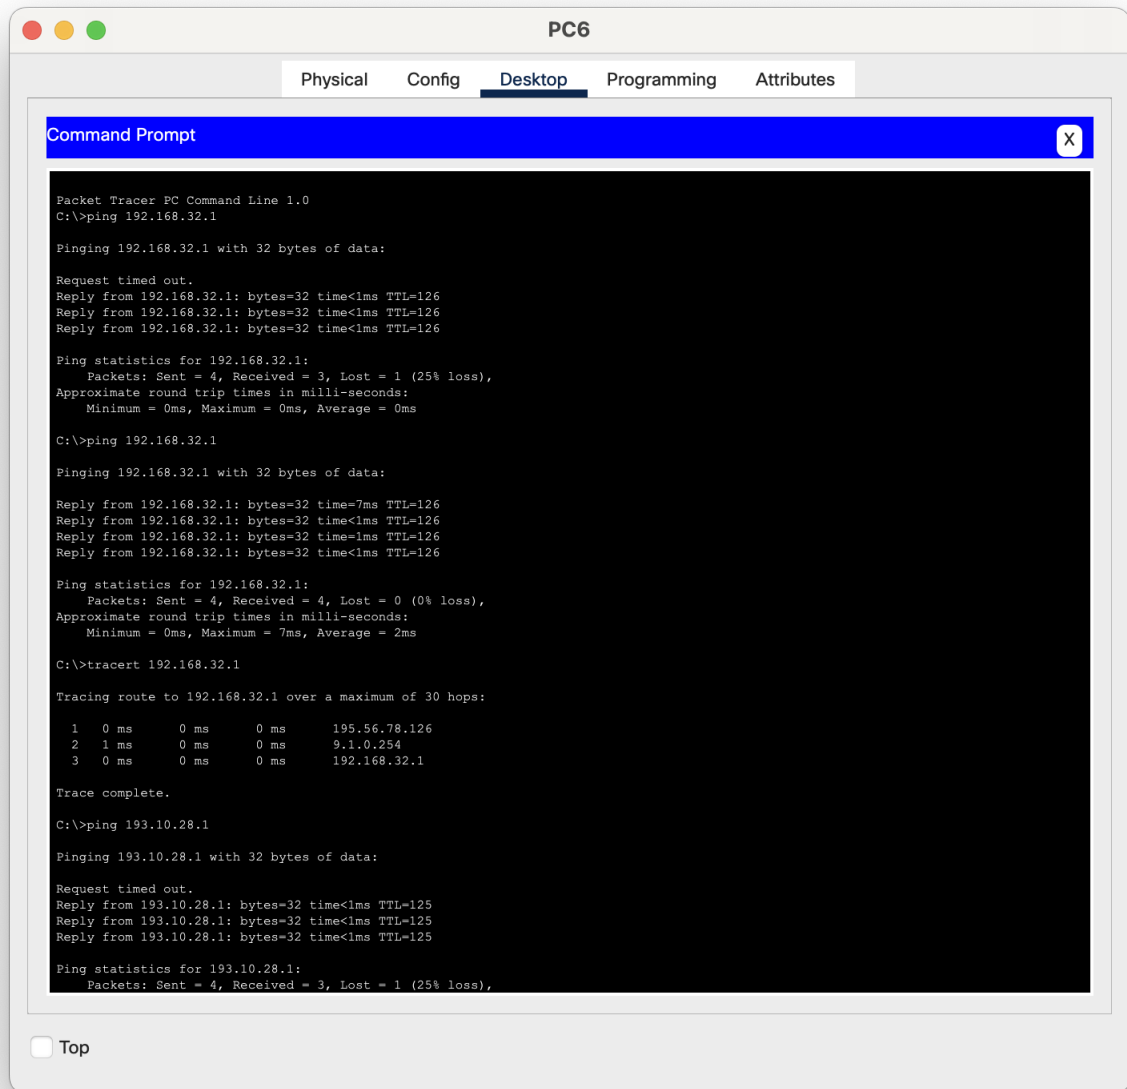 PC6
Physical Config Desktop Programming Attributes
Command Prompt
X
Packet Tracer PC Command Line 1.0
C:\>ping 192.168.32.1
Pinging 192.168.32.1 with 32 bytes of data:
Request timed out.
Reply from 192.168.32.1: bytes=32 time<1ms TTL=126
Reply from 192.168.32.1: bytes=32 time<1ms TTL=126
Reply from 192.168.32.1: bytes=32 time<1ms TTL=126
Ping statistics for 192.168.32.1:
    Packets: Sent = 4, Received = 3, Lost = 1 (25% loss),
Approximate round trip times in milli-seconds:
    Minimum = 0ms, Maximum = 0ms, Average = 0ms
C:\>ping 192.168.32.1
Pinging 192.168.32.1 with 32 bytes of data:
Reply from 192.168.32.1: bytes=32 time=7ms TTL=126
Reply from 192.168.32.1: bytes=32 time<1ms TTL=126
Reply from 192.168.32.1: bytes=32 time=1ms TTL=126
Reply from 192.168.32.1: bytes=32 time<1ms TTL=126
Ping statistics for 192.168.32.1:
    Packets: Sent = 4, Received = 4, Lost = 0 (0% loss),
Approximate round trip times in milli-seconds:
    Minimum = 0ms, Maximum = 7ms, Average = 2ms
C:\>tracert 192.168.32.1
Tracing route to 192.168.32.1 over a maximum of 30 hops:
  1   0 ms      0 ms      0 ms      195.56.78.126
  2   1 ms      0 ms      0 ms      9.1.0.254
  3   0 ms      0 ms      0 ms      192.168.32.1
Trace complete.
C:\>ping 193.10.28.1
Pinging 193.10.28.1 with 32 bytes of data:
Request timed out.
Reply from 193.10.28.1: bytes=32 time<1ms TTL=125
Reply from 193.10.28.1: bytes=32 time<1ms TTL=125
Reply from 193.10.28.1: bytes=32 time<1ms TTL=125
Ping statistics for 193.10.28.1:
    Packets: Sent = 4, Received = 3, Lost = 1 (25% loss),
Top